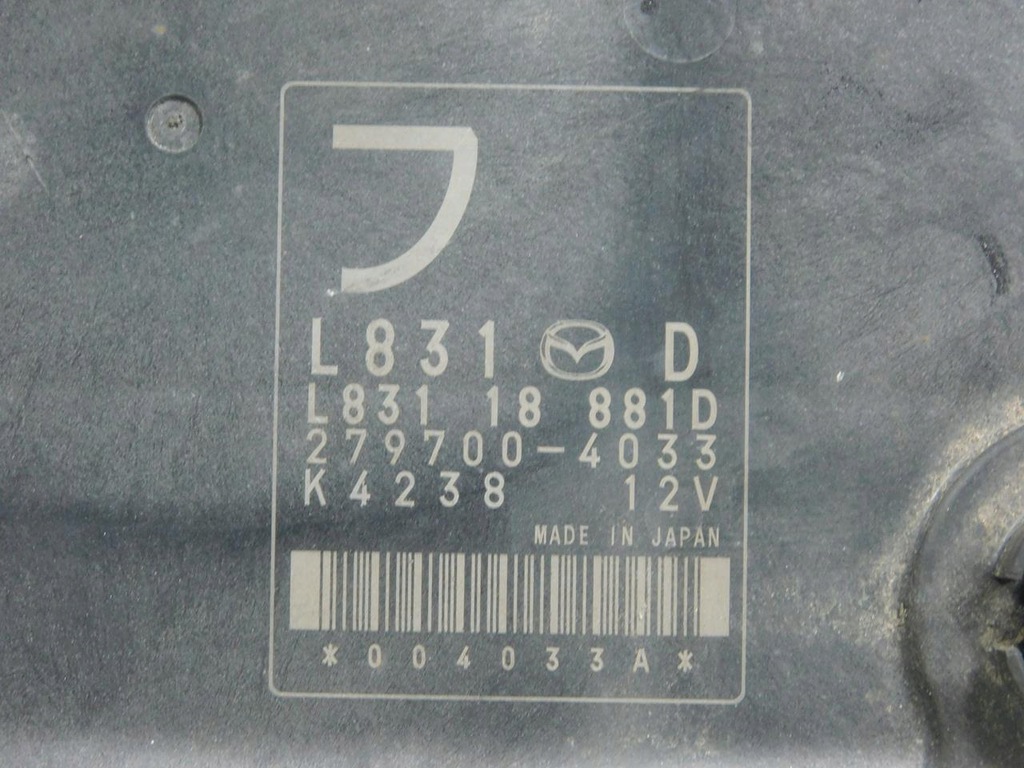 フ
L831 D
L831 18 881D
279700-4033
K4238 12V
MADE IN JAPAN
*004033A*